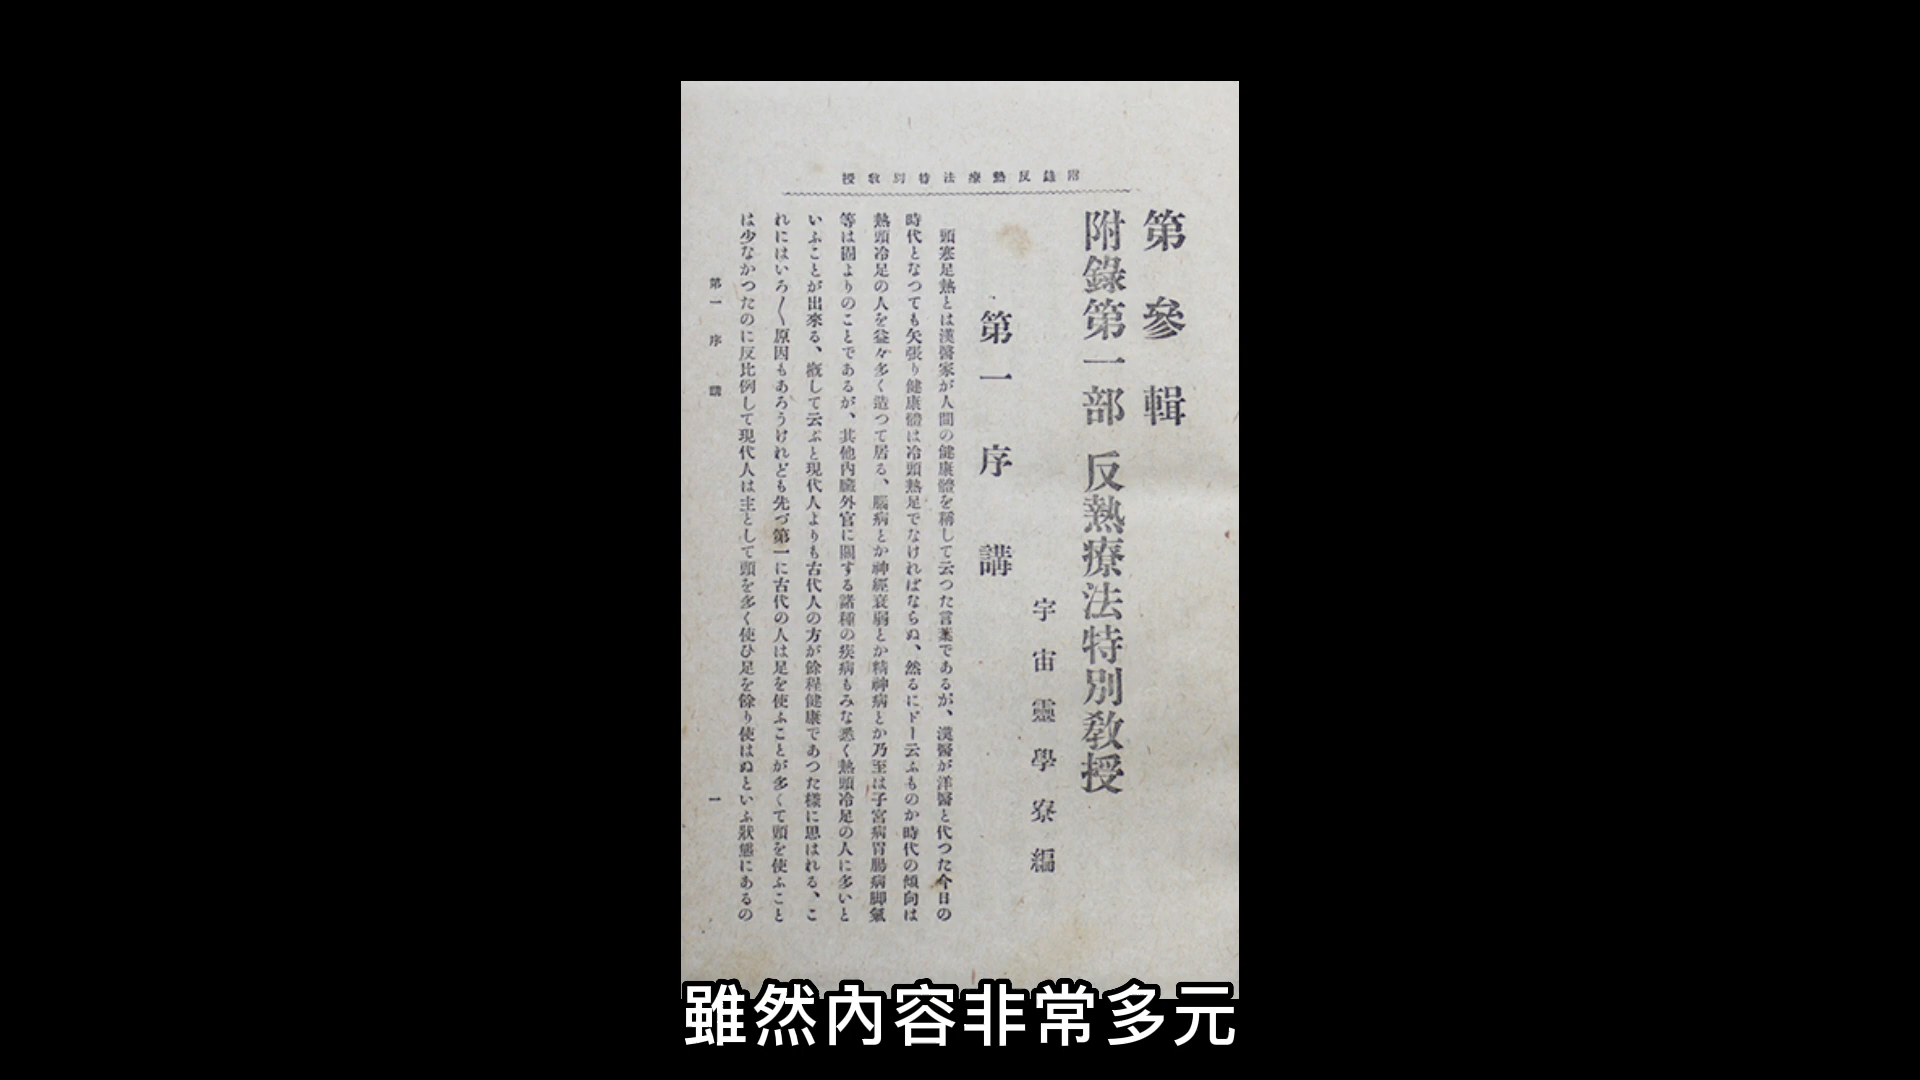 附錄反熱療法特別敎授
第參輯
附錄第一部 反熱療法特別敎授
宇宙靈學寮編
第一序講
頭寒足熱とは漢醫家が人間の健康體を稱して云つた言葉であるが、漢醫が洋醫と代つた今日の
時代となつても矢張り健康體は冷頭熱足でなければならぬ、然るにドー云ふものか時代の傾向は
熱頭冷足の人を益々多く造つて居る、腦病とか神經衰弱とか精神病とか乃至は子宮病胃腸病脚氣
等は固よりのことであるが、其他內臟外官に關する諸種の疾病もみな悉く熱頭冷足の人に多いと
いふことが出來る、槪して云ふと現代人よりも古代人の方が餘程健康であつた樣に思はれる、こ
れにはいろ〱原因もあろうけれども先づ第一に古代の人は足を使ふことが多くて頭を使ふこと
は少なかつたのに反比例して現代人は主として頭を多く使ひ足を餘り使はぬといふ狀態にあるの
第一 序講
一
雖然內容非常多元